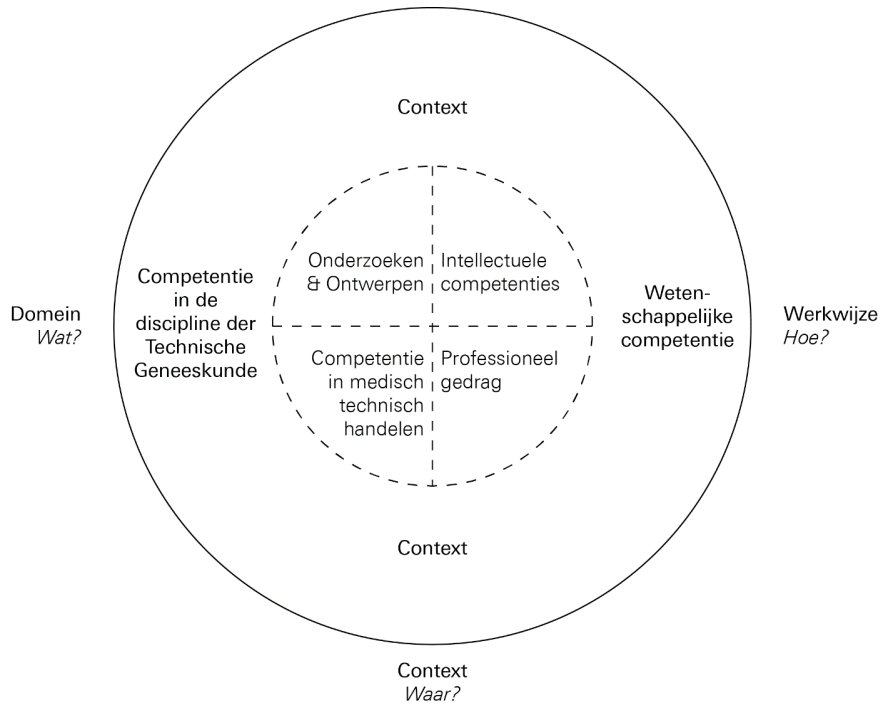 Context
Onderzoeken
& Ontwerpen
Intellectuele
competenties
Competentie
in de
discipline der
Technische
Geneeskunde
Weten-
schappelijke
competentie
Domein
Wat?
Werkwijze
Hoe?
Competentie
in medisch
technisch
handelen
Professioneel
gedrag
Context
Context
Waar?